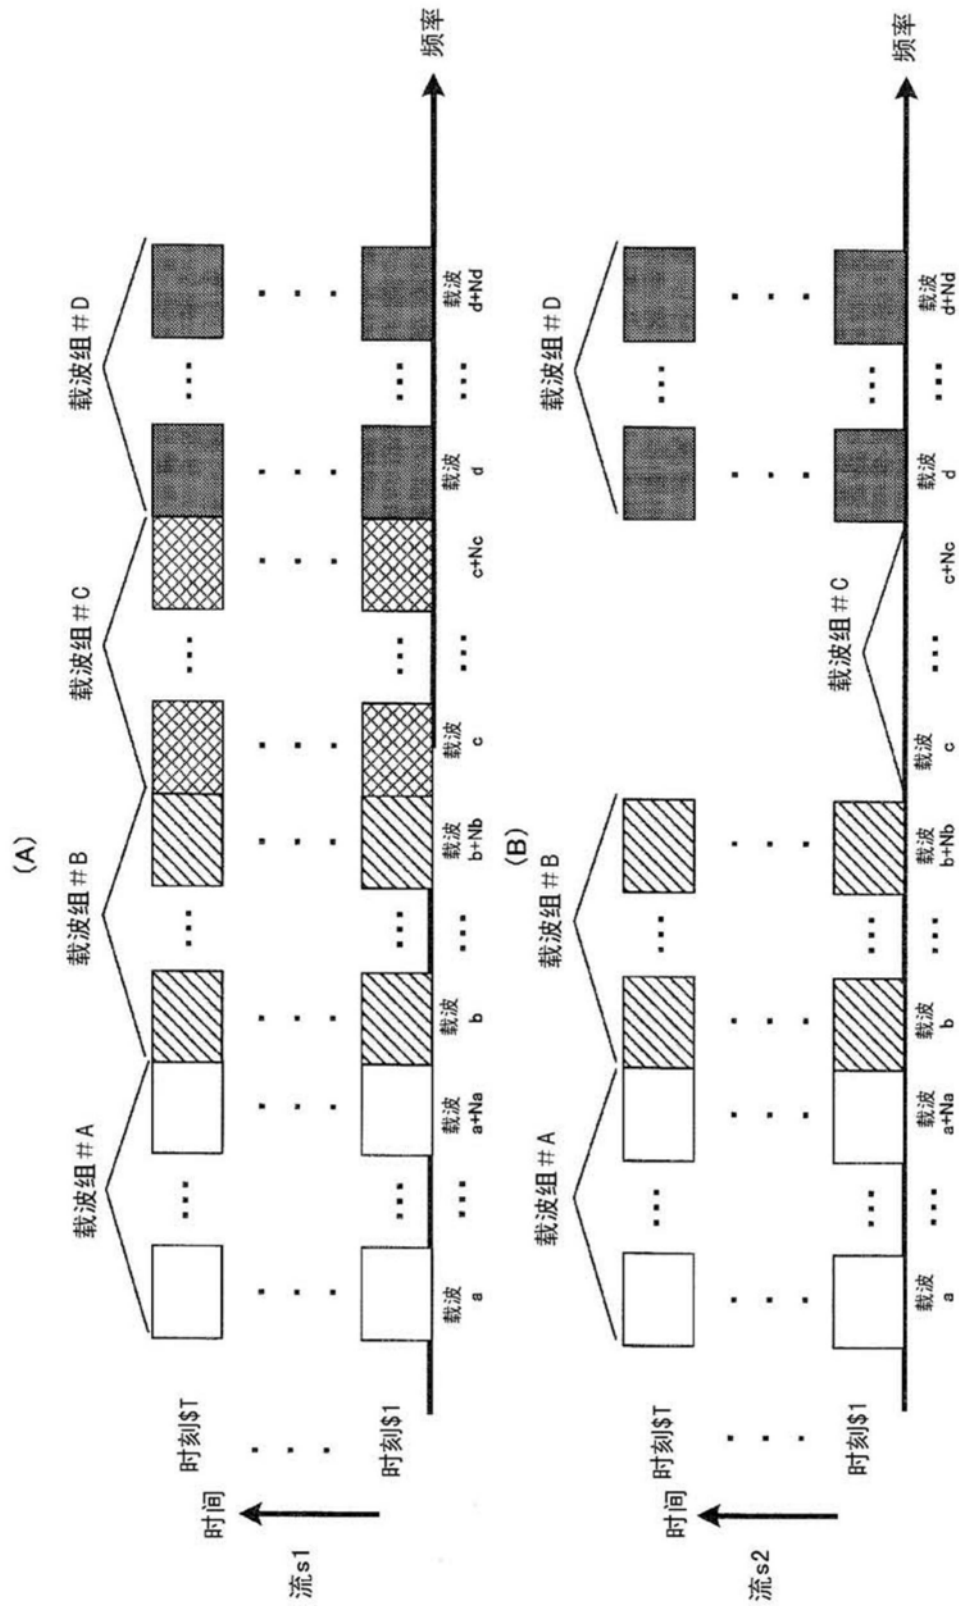 (A)
载波组#A
载波组#B
载波组#C
载波组#D
流s1
时间
时刻$T
时刻$1
载波
a
载波
a+Na
载波
b
载波
b+Nb
载波
c
c+Nc
载波
d
载波
d+Nd
频率
(B)
载波组#A
载波组#B
载波组#C
载波组#D
流s2
时间
时刻$T
时刻$1
载波
a
载波
a+Na
载波
b
载波
b+Nb
载波
c
c+Nc
载波
d
载波
d+Nd
频率